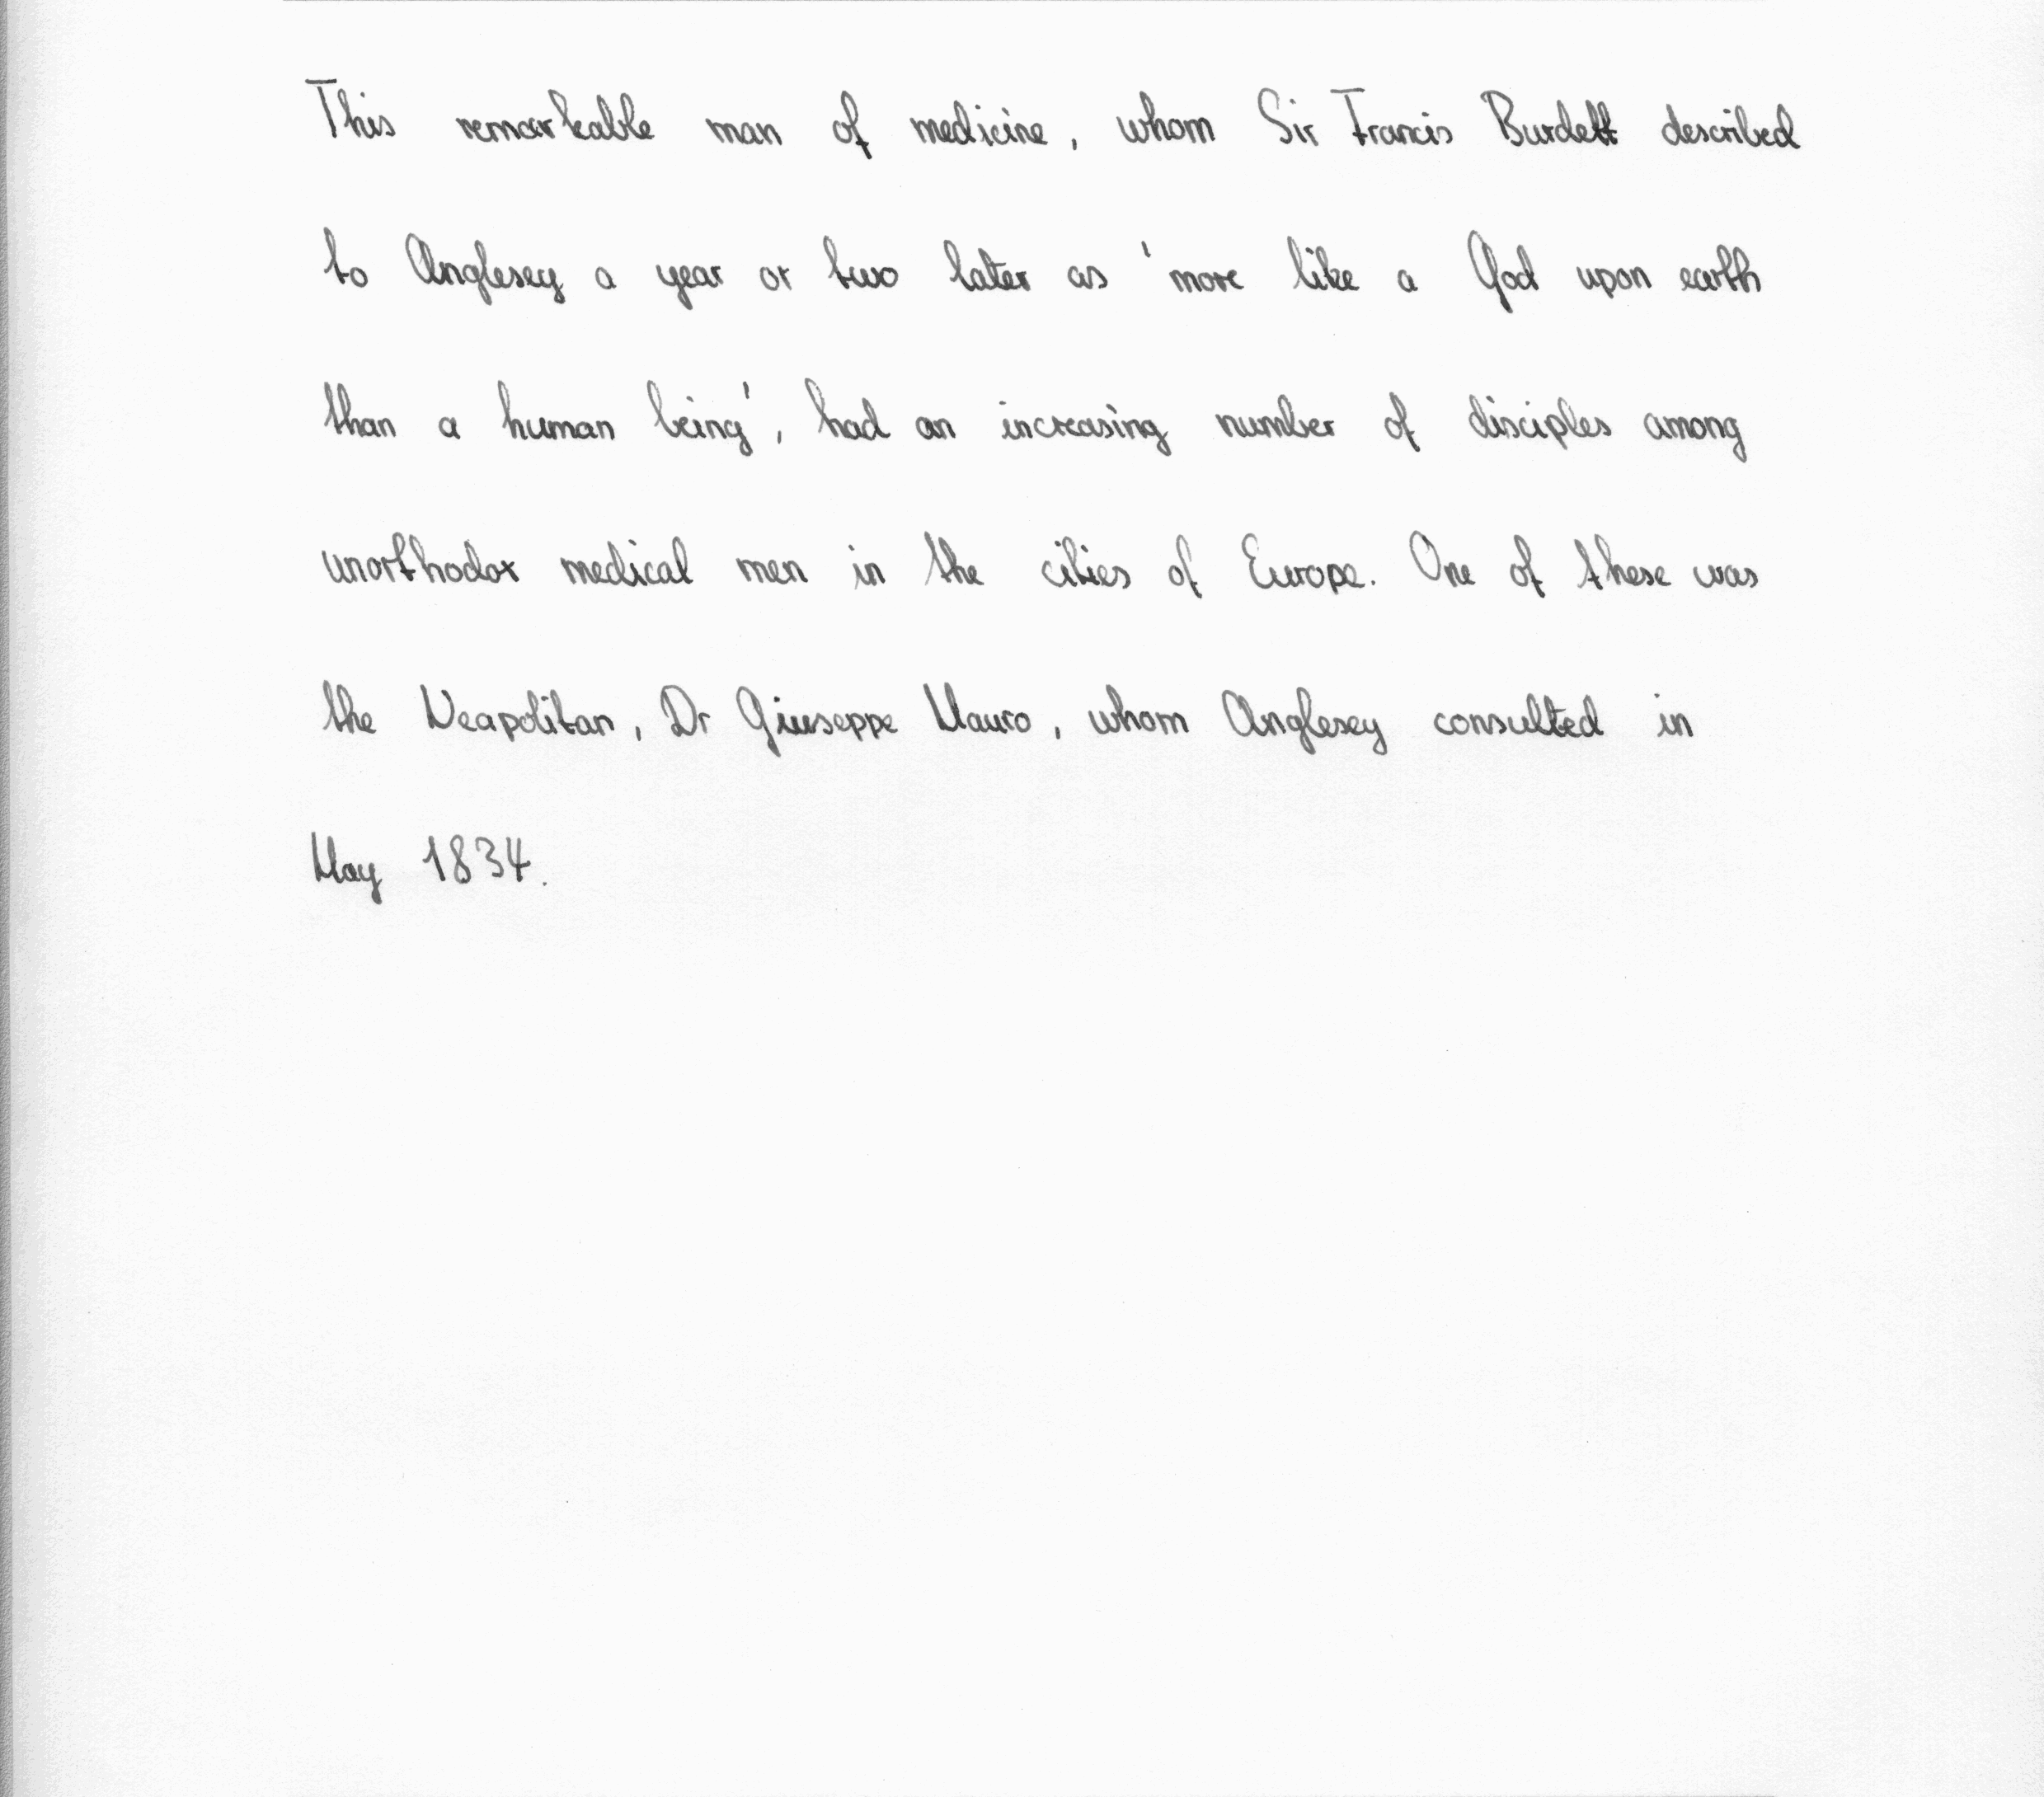 This remarkable man of medicine, whom Sir Francis Burdett described
to Anglesey a year or two later as 'more like a God upon earth
than a human being', had an increasing number of disciples among
unorthodox medical men in the cities of Europe. One of these was
the Neapolitan, Dr Giuseppe Mauro, whom Anglesey consulted in
May 1834.